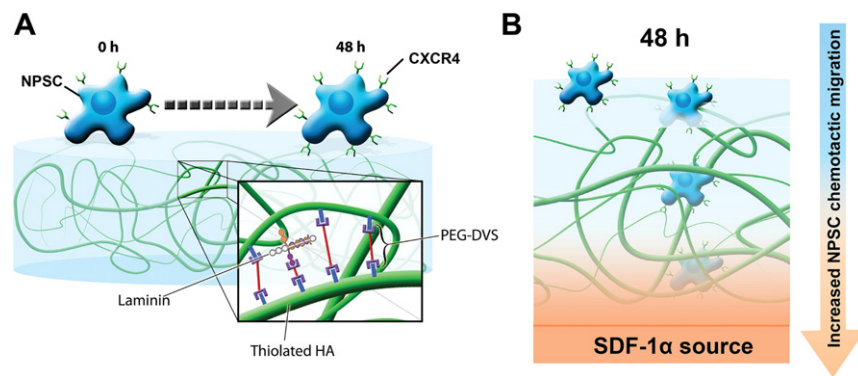 A
0 h
48 h
NPSC
CXCR4
PEG-DVS
Laminin
Thiolated HA
B
48 h
SDF-1α source
Increased NPSC chemotactic migration